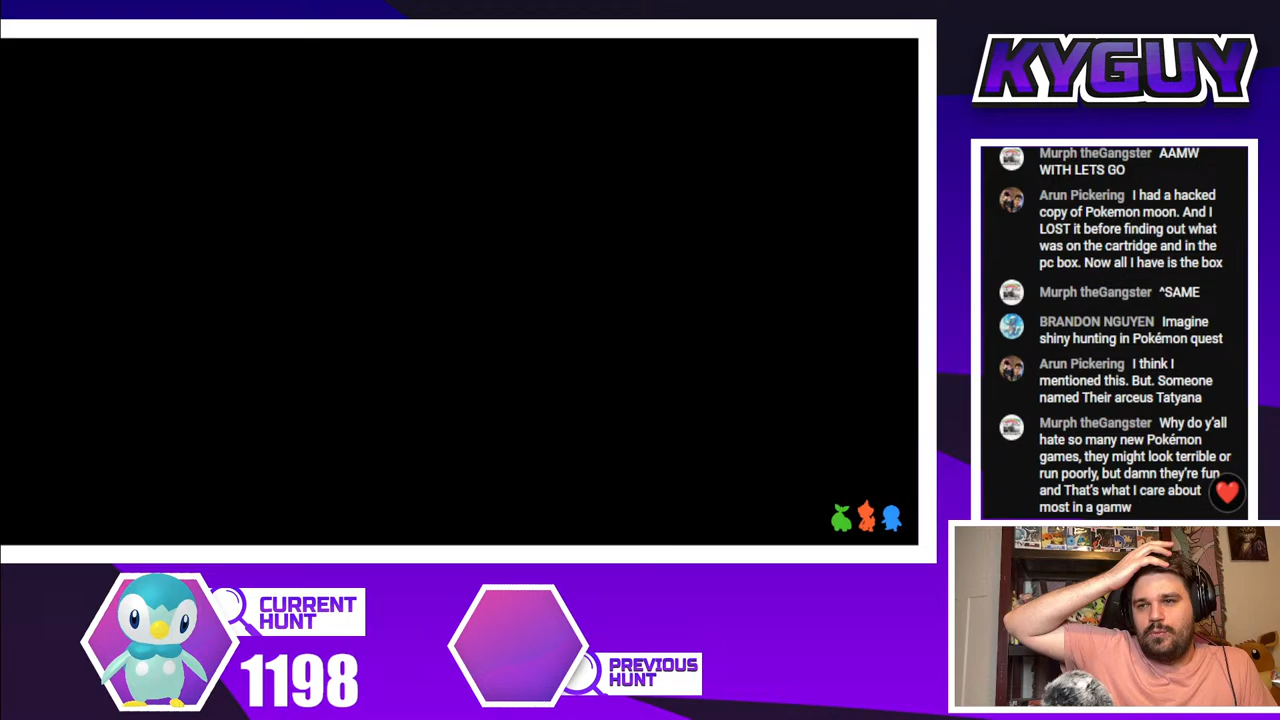 KYGUY
Murph theGangster AAMW
WITH LETS GO
Arun Pickering I had a hacked
copy of Pokemon moon. And I
LOST it before finding out what
was on the cartridge and in the
pc box. Now all I have is the box
Murph theGangster ^SAME
BRANDON NGUYEN Imagine
shiny hunting in Pokémon quest
Arun Pickering I think I
mentioned this. But. Someone
named Their arceus Tatyana
Murph theGangster Why do y'all
hate so many new Pokémon
games, they might look terrible or
run poorly, but damn they're fun
and That's what I care about
most in a gamw
CURRENT
HUNT
1198
PREVIOUS
HUNT